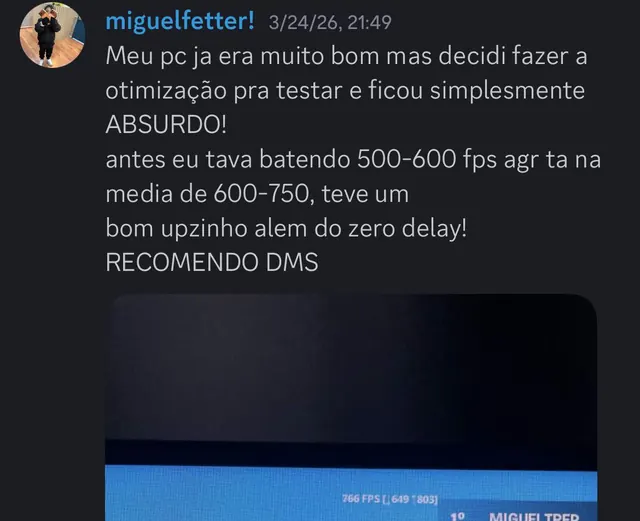 miguelfetter! 3/24/26, 21:49
Meu pc ja era muito bom mas decidi fazer a
otimização pra testar e ficou simplesmente
ABSURDO!
antes eu tava batendo 500-600 fps agr ta na
media de 600-750, teve um
bom upzinho alem do zero delay!
RECOMENDO DMS
766 FPS [↓649 ↑803]
1º MIGUELTRER